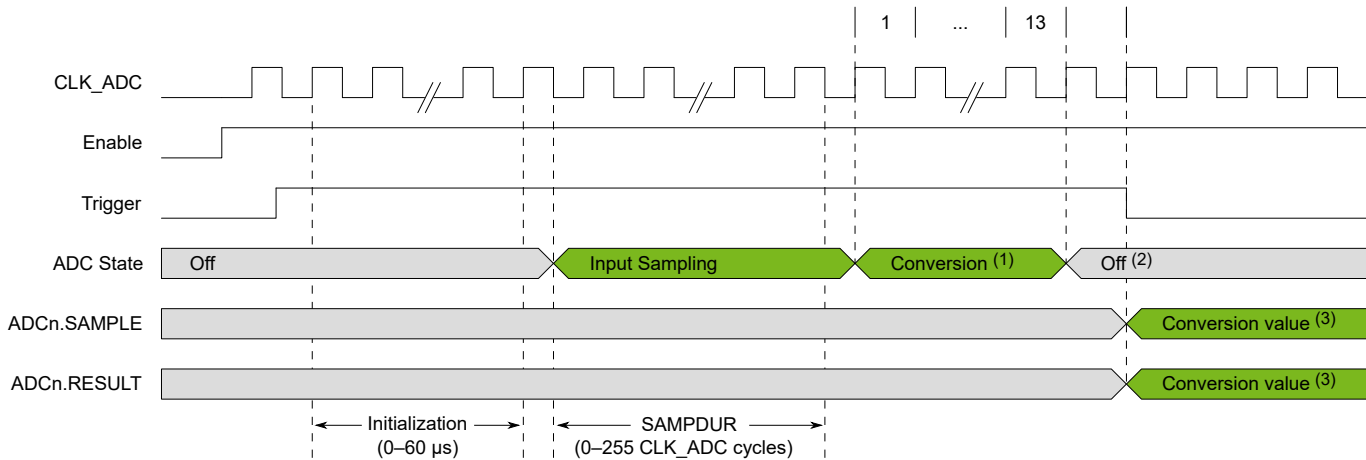 1 ... 13
CLK_ADC
Enable
Trigger
ADC State Off Input Sampling Conversion (1) Off (2)
ADCn.SAMPLE Conversion value (3)
ADCn.RESULT Conversion value (3)
Initialization SAMPDUR
(0–60 µs) (0–255 CLK_ADC cycles)